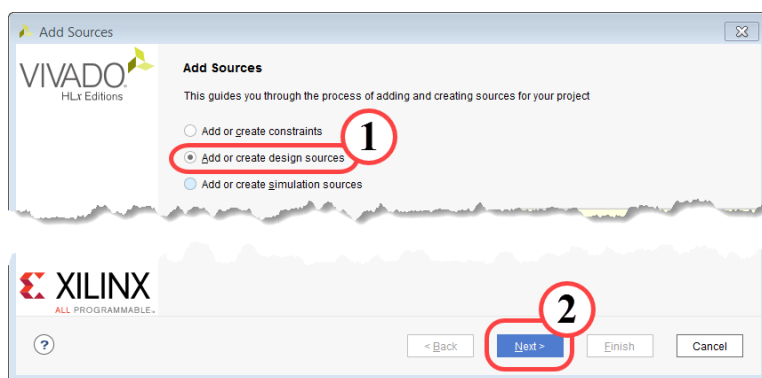 Add Sources
VIVADO.
HLx Editions
Add Sources
This guides you through the process of adding and creating sources for your project
Add or create constraints
1
Add or create design sources
Add or create simulation sources
XILINX
ALL PROGRAMMABLE.
2
?
< Back
Next >
Finish
Cancel